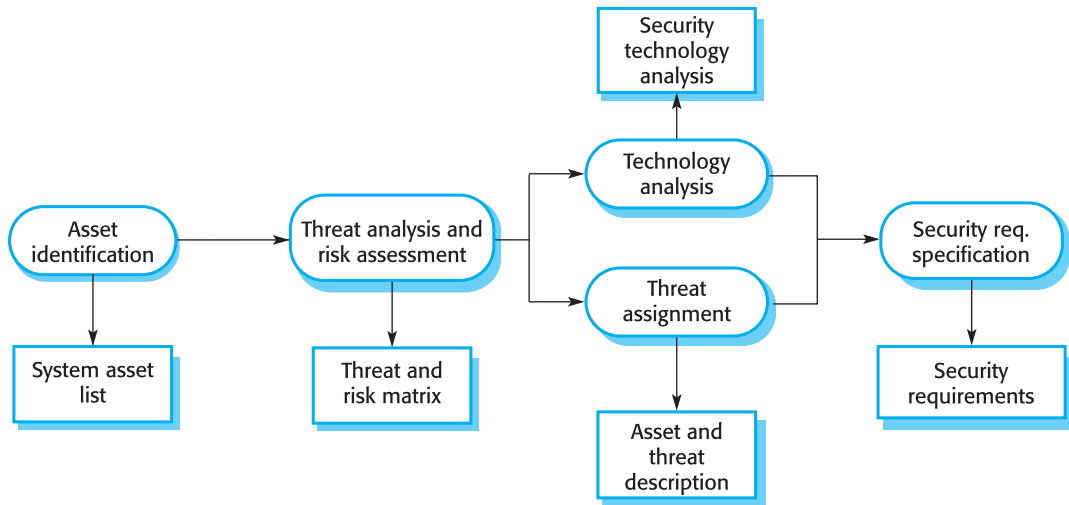 Security
technology
analysis
Technology
analysis
Asset
identification
Threat analysis and
risk assessment
Security req.
specification
Threat
assignment
System asset
list
Threat and
risk matrix
Security
requirements
Asset and
threat
description